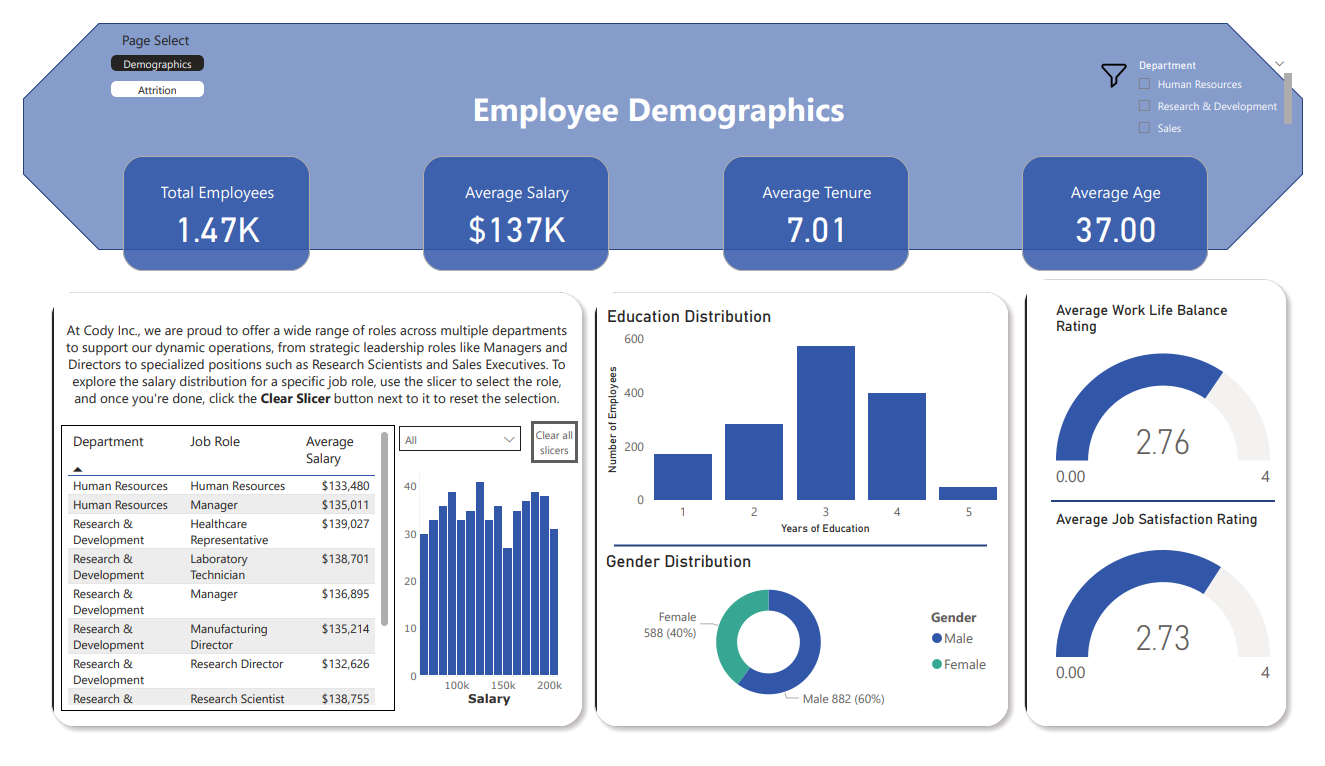 Page Select
Demographics
Attrition
Employee Demographics
Department
Human Resources
Research & Development
Sales
Total Employees
1.47K
Average Salary
$137K
Average Tenure
7.01
Average Age
37.00
At Cody Inc., we are proud to offer a wide range of roles across multiple departments
to support our dynamic operations, from strategic leadership roles like Managers and
Directors to specialized positions such as Research Scientists and Sales Executives. To
explore the salary distribution for a specific job role, use the slicer to select the role,
and once you're done, click the Clear Slicer button next to it to reset the selection.
Department Job Role Average
Salary
Human Resources Human Resources $133,480
Human Resources Manager $135,011
Research & Healthcare $139,027
Development Representative
Research & Laboratory $138,701
Development Technician
Research & Manager $136,895
Development
Research & Manufacturing $135,214
Development Director
Research & Research Director $132,626
Development
Research & Research Scientist $138,755
All
Clear all
slicers
40
30
20
10
0
100k 150k 200k
Salary
Education Distribution
Number of Employees
600
400
200
0
1 2 3 4 5
Years of Education
Gender Distribution
Female
588 (40%)
Male 882 (60%)
Gender
Male
Female
Average Work Life Balance
Rating
2.76
0.00 4
Average Job Satisfaction Rating
2.73
0.00 4